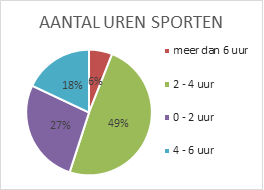 AANTAL UREN SPORTEN
6%
49%
27%
18%
meer dan 6 uur
2 - 4 uur
0 - 2 uur
4 - 6 uur